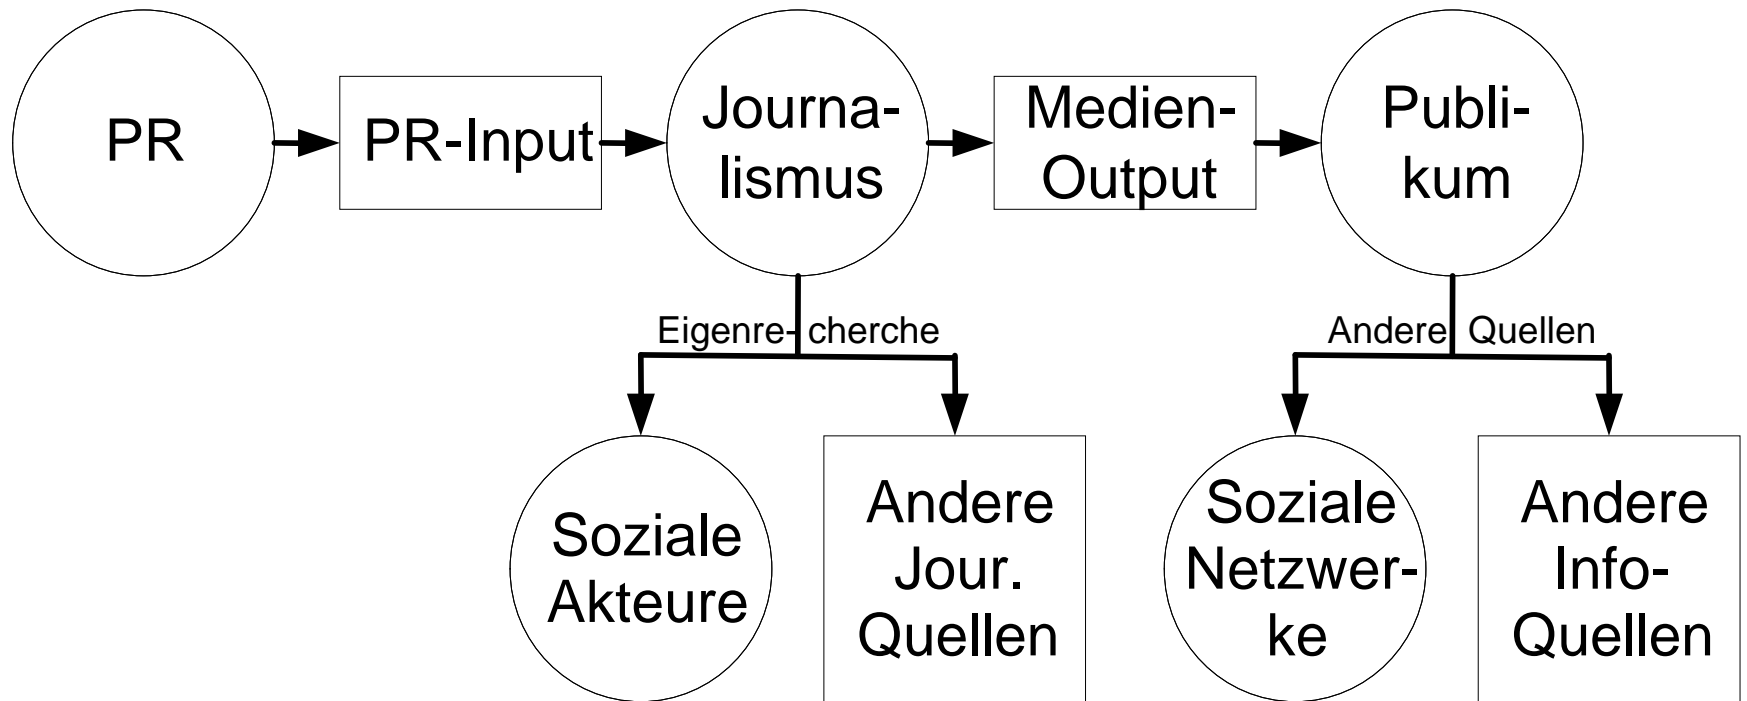 PR
PR-Input
Journa-
lismus
Medien-
Output
Publi-
kum
Eigenre- cherche
Andere Quellen
Soziale
Akteure
Andere
Jour.
Quellen
Soziale
Netzwer-
ke
Andere
Info-
Quellen